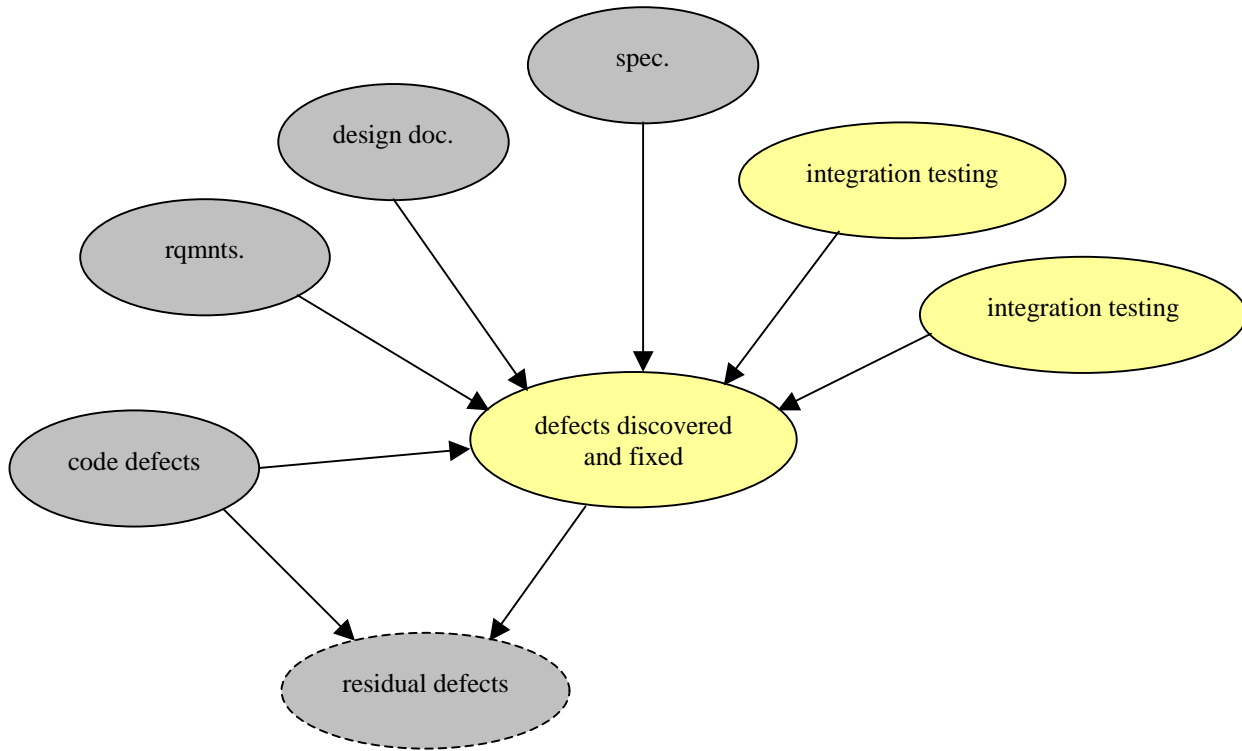 spec.
design doc.
integration testing
rqmnts.
integration testing
defects discovered
and fixed
code defects
residual defects